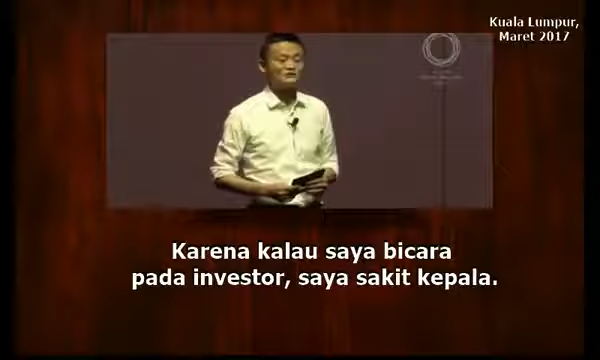 Kuala Lumpur,
Maret 2017
Karena kalau saya bicara
pada investor, saya sakit kepala.